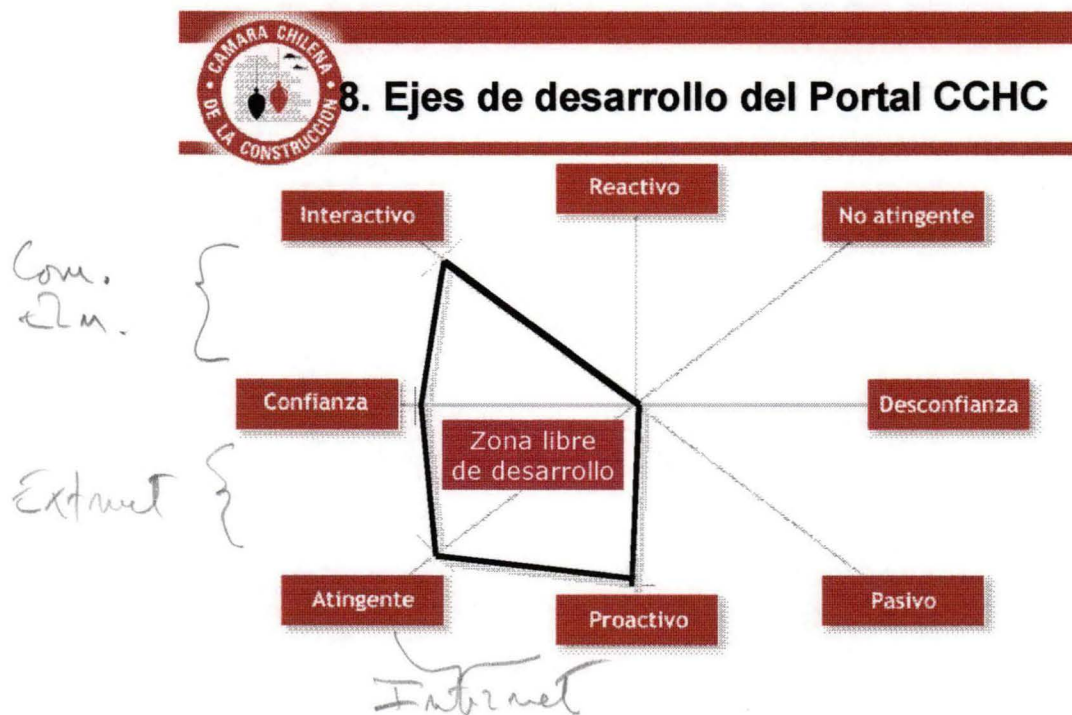 CAMARA CHILENA
DE LA CONSTRUCCION
8. Ejes de desarrollo del Portal CCHC
Reactivo
Interactivo
No atingente
Com.
Confianza
Desconfianza
Zona libre
de desarrollo
Atingente
Proactivo
Pasivo
Internet